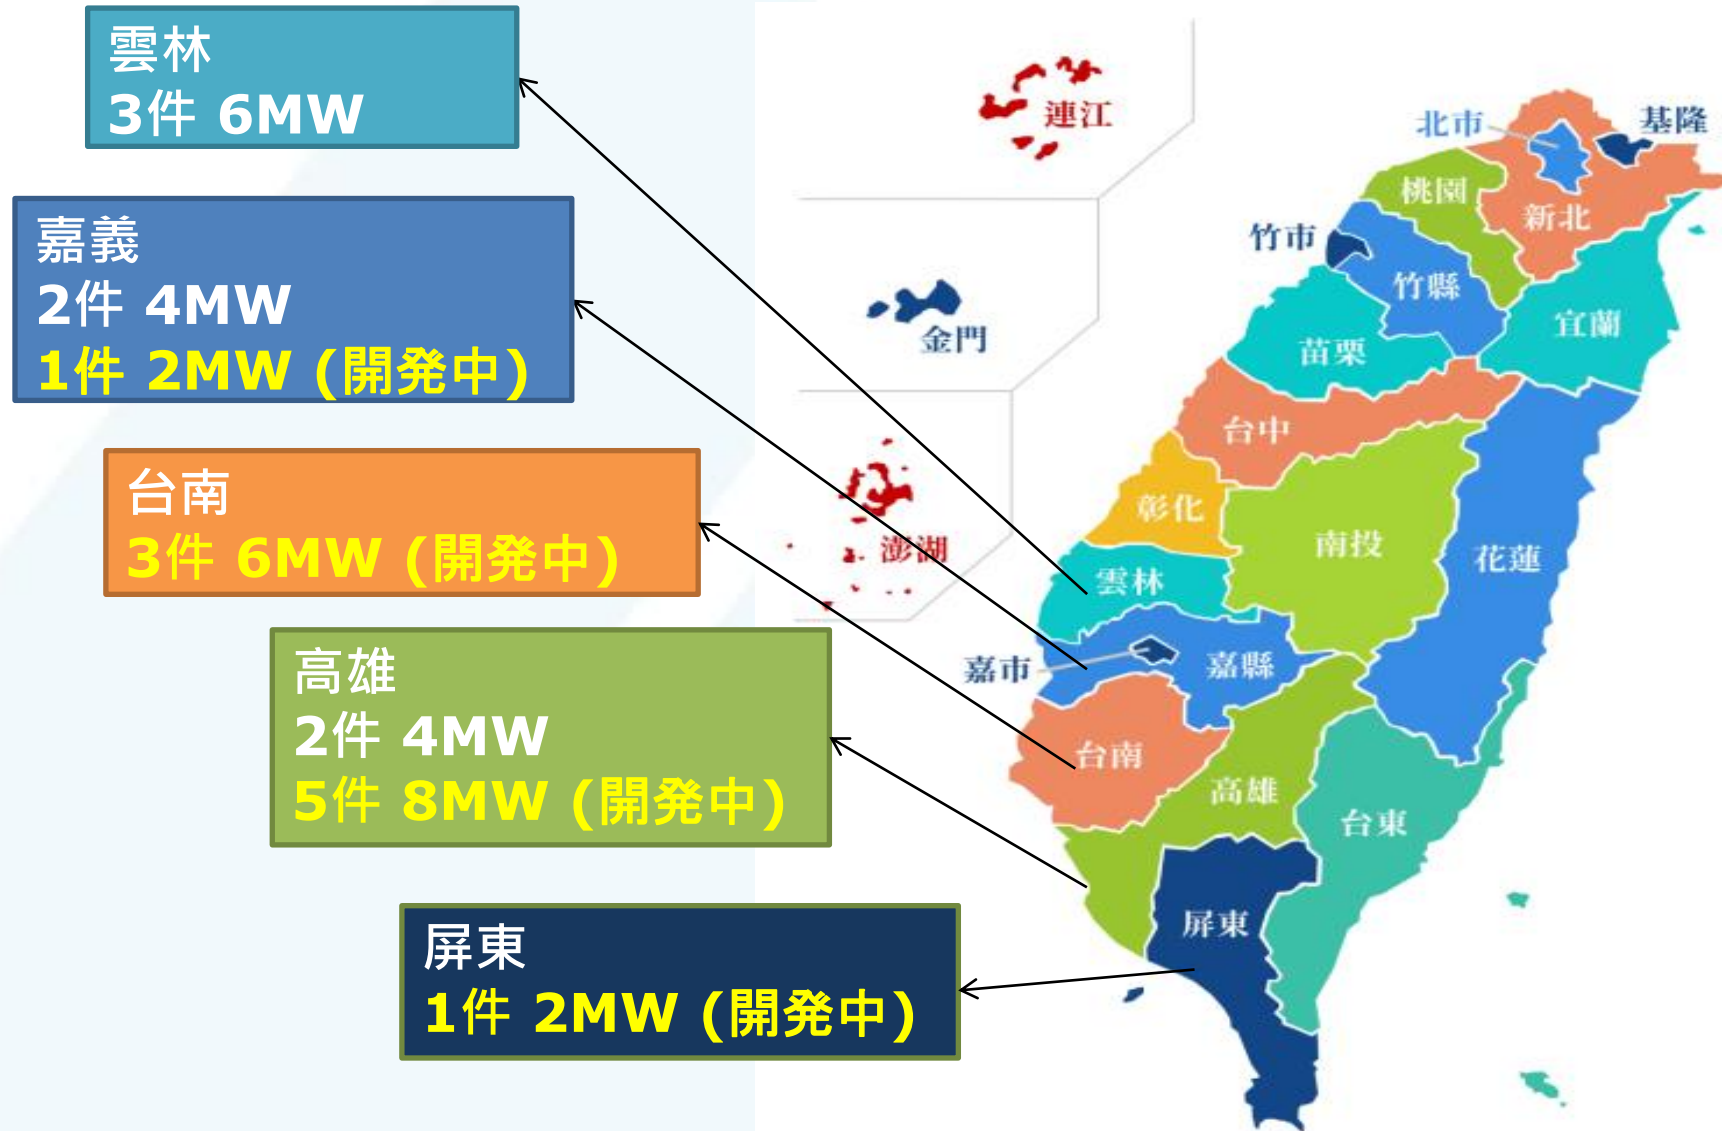 雲林
3件 6MW
嘉義
2件 4MW
1件 2MW (開発中)
台南
3件 6MW (開発中)
高雄
2件 4MW
5件 8MW (開発中)
屏東
1件 2MW (開発中)
連江
金門
澎湖
北市
基隆
桃園
新北
竹市
竹縣
宜蘭
苗栗
台中
彰化
南投
花蓮
雲林
嘉市
嘉縣
台南
高雄
台東
屏東